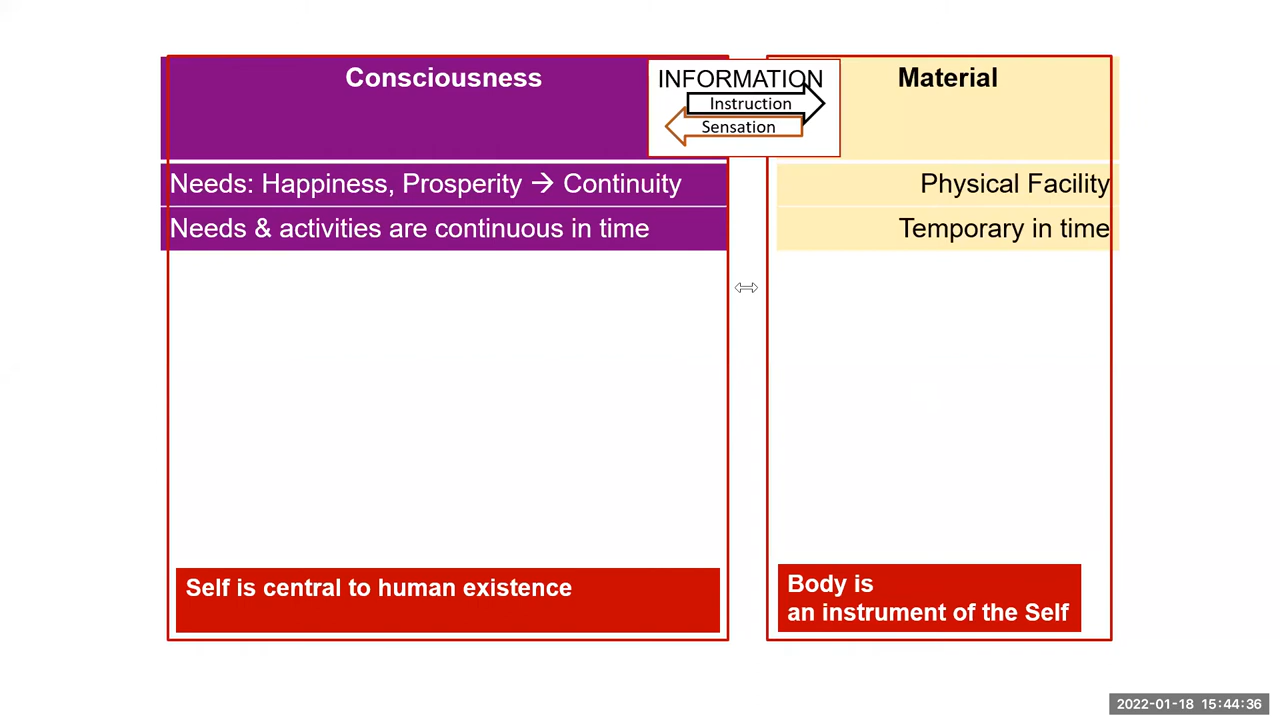 Consciousness
INFORMATION
Instruction
Sensation
Material
Needs: Happiness, Prosperity → Continuity
Physical Facility
Needs & activities are continuous in time
Temporary in time
Self is central to human existence
Body is
an instrument of the Self
2022-01-18 15:44:36